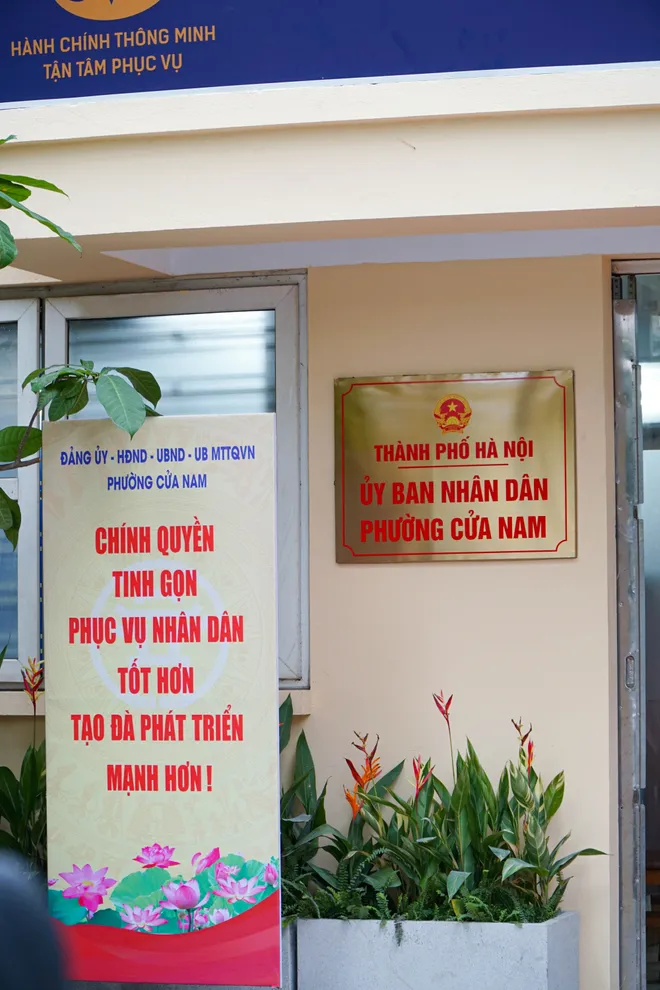 HÀNH CHÍNH THÔNG MINH
TẬN TÂM PHỤC VỤ
ĐẢNG ỦY - HĐND - UBND - UB MTTQVN
PHƯỜNG CỬA NAM
CHÍNH QUYỀN
TINH GỌN
PHỤC VỤ NHÂN DÂN
TỐT HƠN
TẠO ĐÀ PHÁT TRIỂN
MẠNH HƠN !
THÀNH PHỐ HÀ NỘI
ỦY BAN NHÂN DÂN
PHƯỜNG CỬA NAM